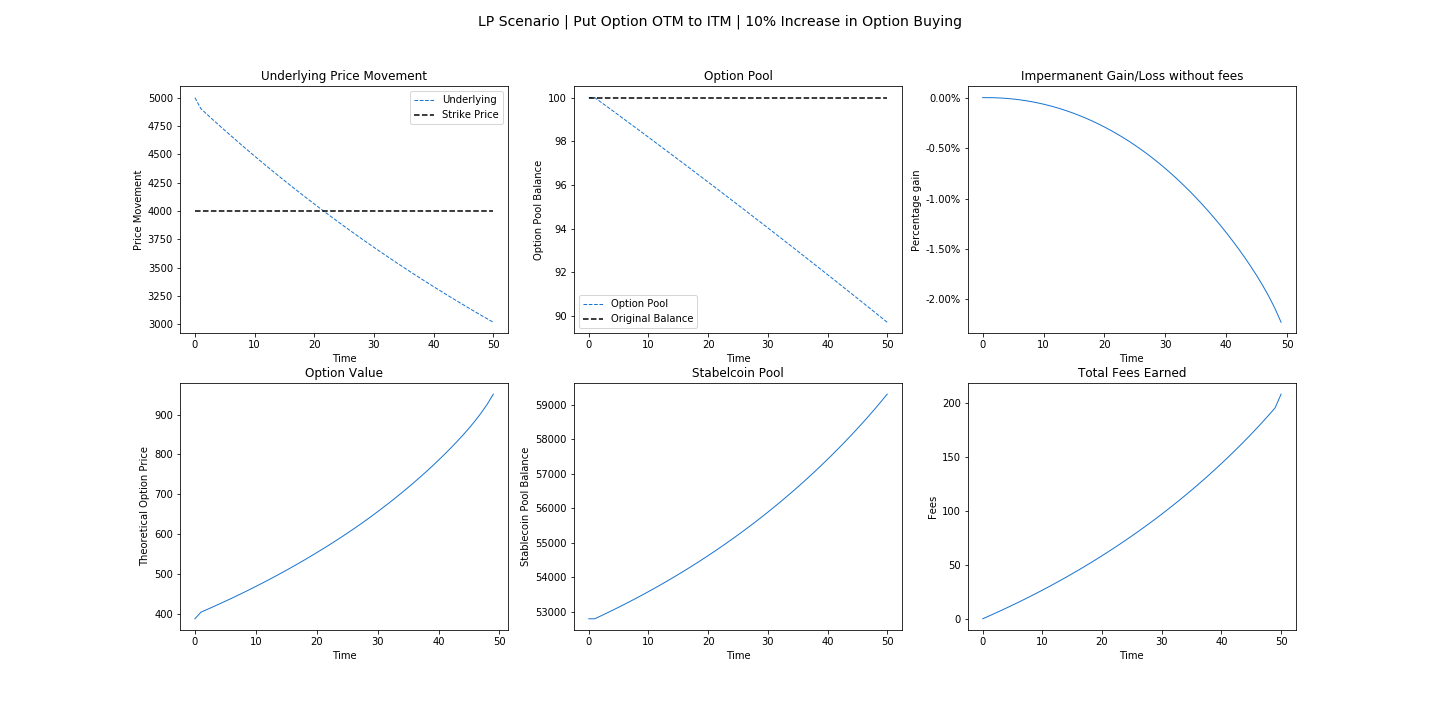 LP Scenario | Put Option OTM to ITM | 10% Increase in Option Buying
Underlying Price Movement
Price Movement
5000
4750
4500
4250
4000
3750
3500
3250
3000
Underlying
Strike Price
0 10 20 30 40 50
Time
Option Pool
Option Pool Balance
100
98
96
94
92
90
Option Pool
Original Balance
0 10 20 30 40 50
Time
Impermanent Gain/Loss without fees
Percentage gain
0.00%
-0.50%
-1.00%
-1.50%
-2.00%
0 10 20 30 40 50
Time
Option Value
Theoretical Option Price
900
800
700
600
500
400
0 10 20 30 40 50
Time
Stabelcoin Pool
Stablecoin Pool Balance
59000
58000
57000
56000
55000
54000
53000
0 10 20 30 40 50
Time
Total Fees Earned
Fees
200
150
100
50
0
0 10 20 30 40 50
Time